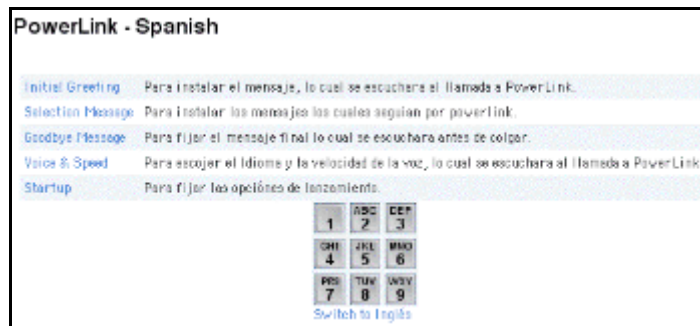 PowerLink - Spanish
Initial Greeting Para instalar el mensaje, lo cual se escuchara al llamada a PowerLink.
Selection Message Para instalar los mensajes los cuales seguian por powerlink.
Goodbye Message Para fijar el mensaje final lo cual se escuchara antes de colgar.
Voice & Speed Para escojer el Idioma y la velocidad de la voz, lo cual se escuchara al llamada a PowerLink
Startup Para fijar las opciónes de lanzamiento.
ABC DEF
1 2 3
GHI JKL MNO
4 5 6
PRS TUV WXY
7 8 9
Switch to Inglés